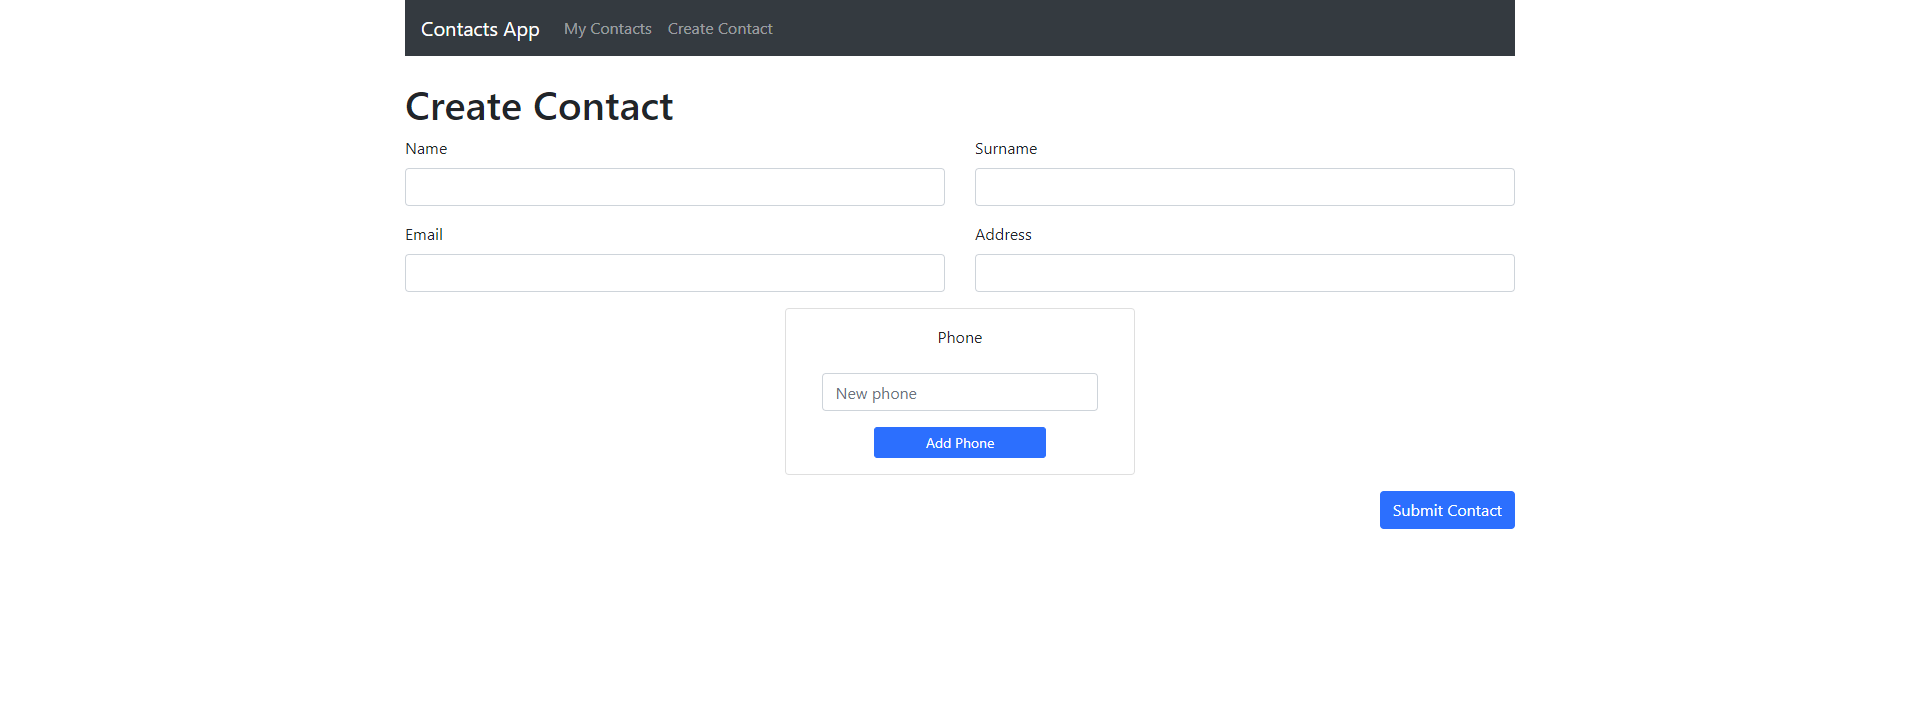 Contacts App My Contacts Create Contact
Create Contact
Name Surname
Email Address
Phone
New phone
Add Phone
Submit Contact